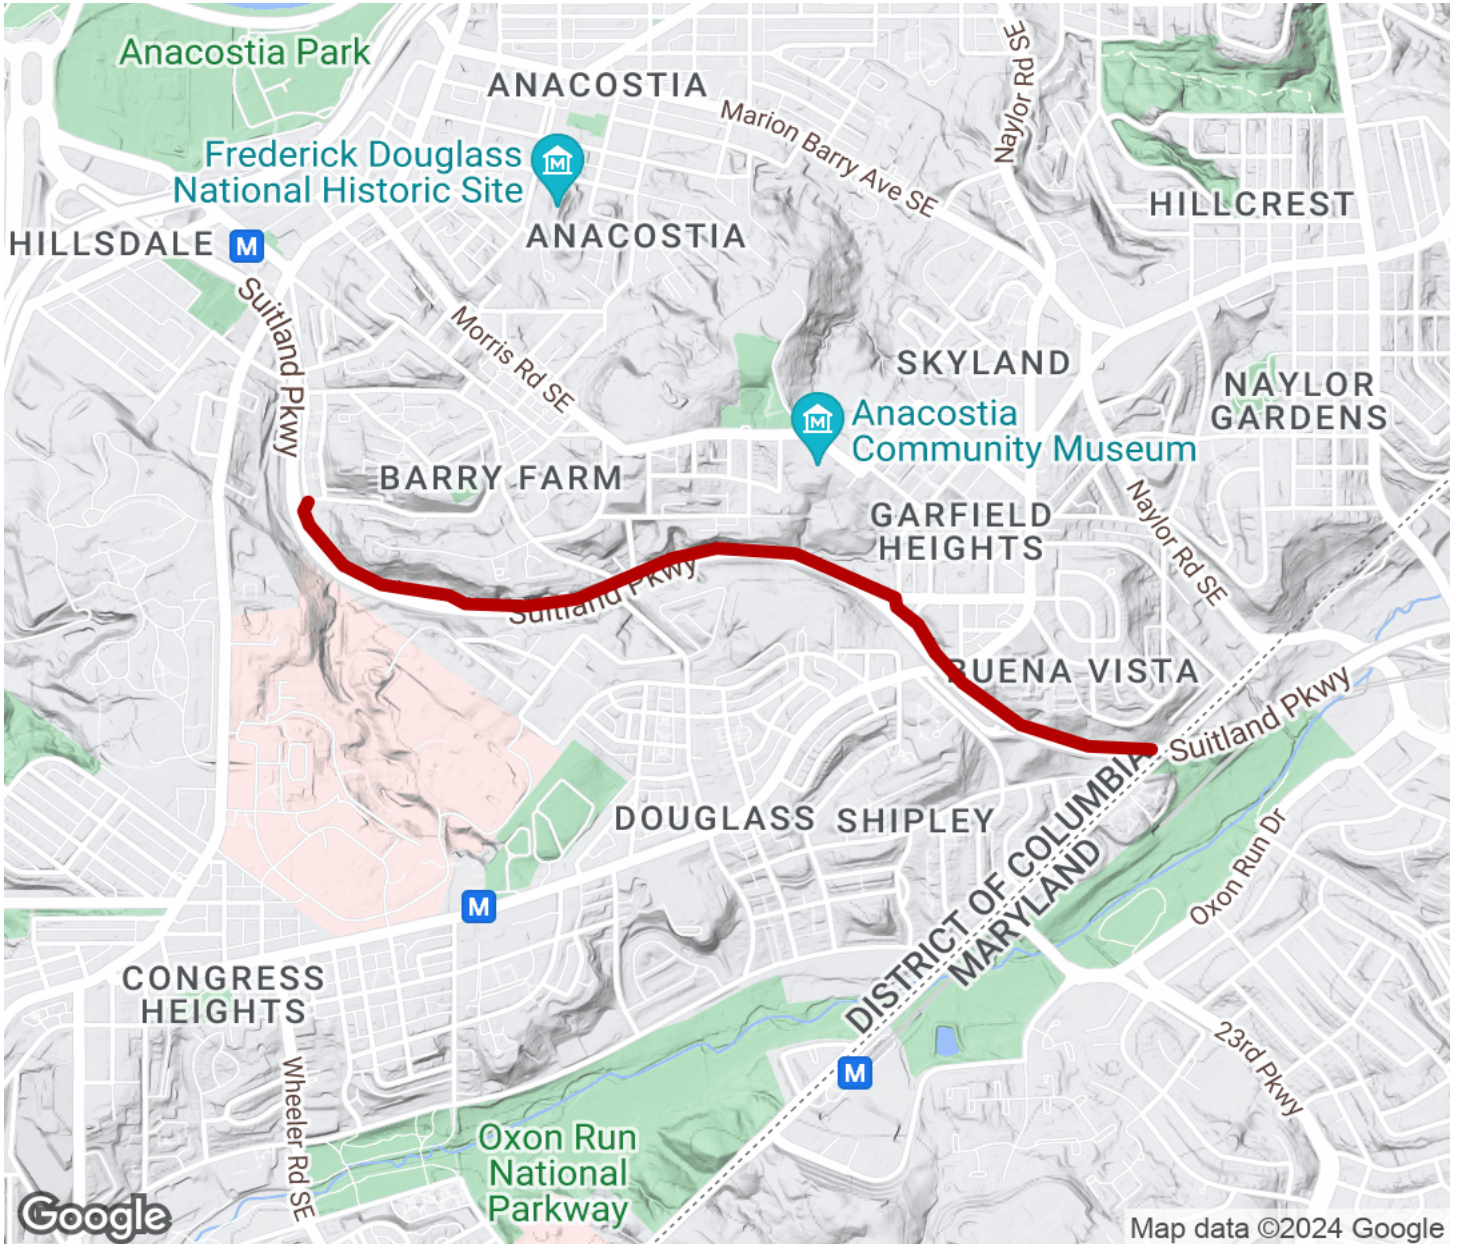 Anacostia Park
ANACOSTIA
Naylor Rd SE
Marion Barry Ave SE
Frederick Douglass
National Historic Site
M
HILLCREST
ANACOSTIA
HILLSDALE
M
Suitland Pkwy
Morris Rd SE
SKYLAND
NAYLOR
GARDENS
M
Anacostia
Community Museum
BARRY FARM
GARFIELD
HEIGHTS
Naylor Rd SE
Suitland Pkwy
BUENA VISTA
Suitland Pkwy
DOUGLASS
SHIPLEY
DISTRICT OF COLUMBIA
MARYLAND
Oxon Run Dr
M
CONGRESS
HEIGHTS
Wheeler Rd SE
M
23rd Pkwy
Oxon Run
National
Parkway
Google
Map data ©2024 Google